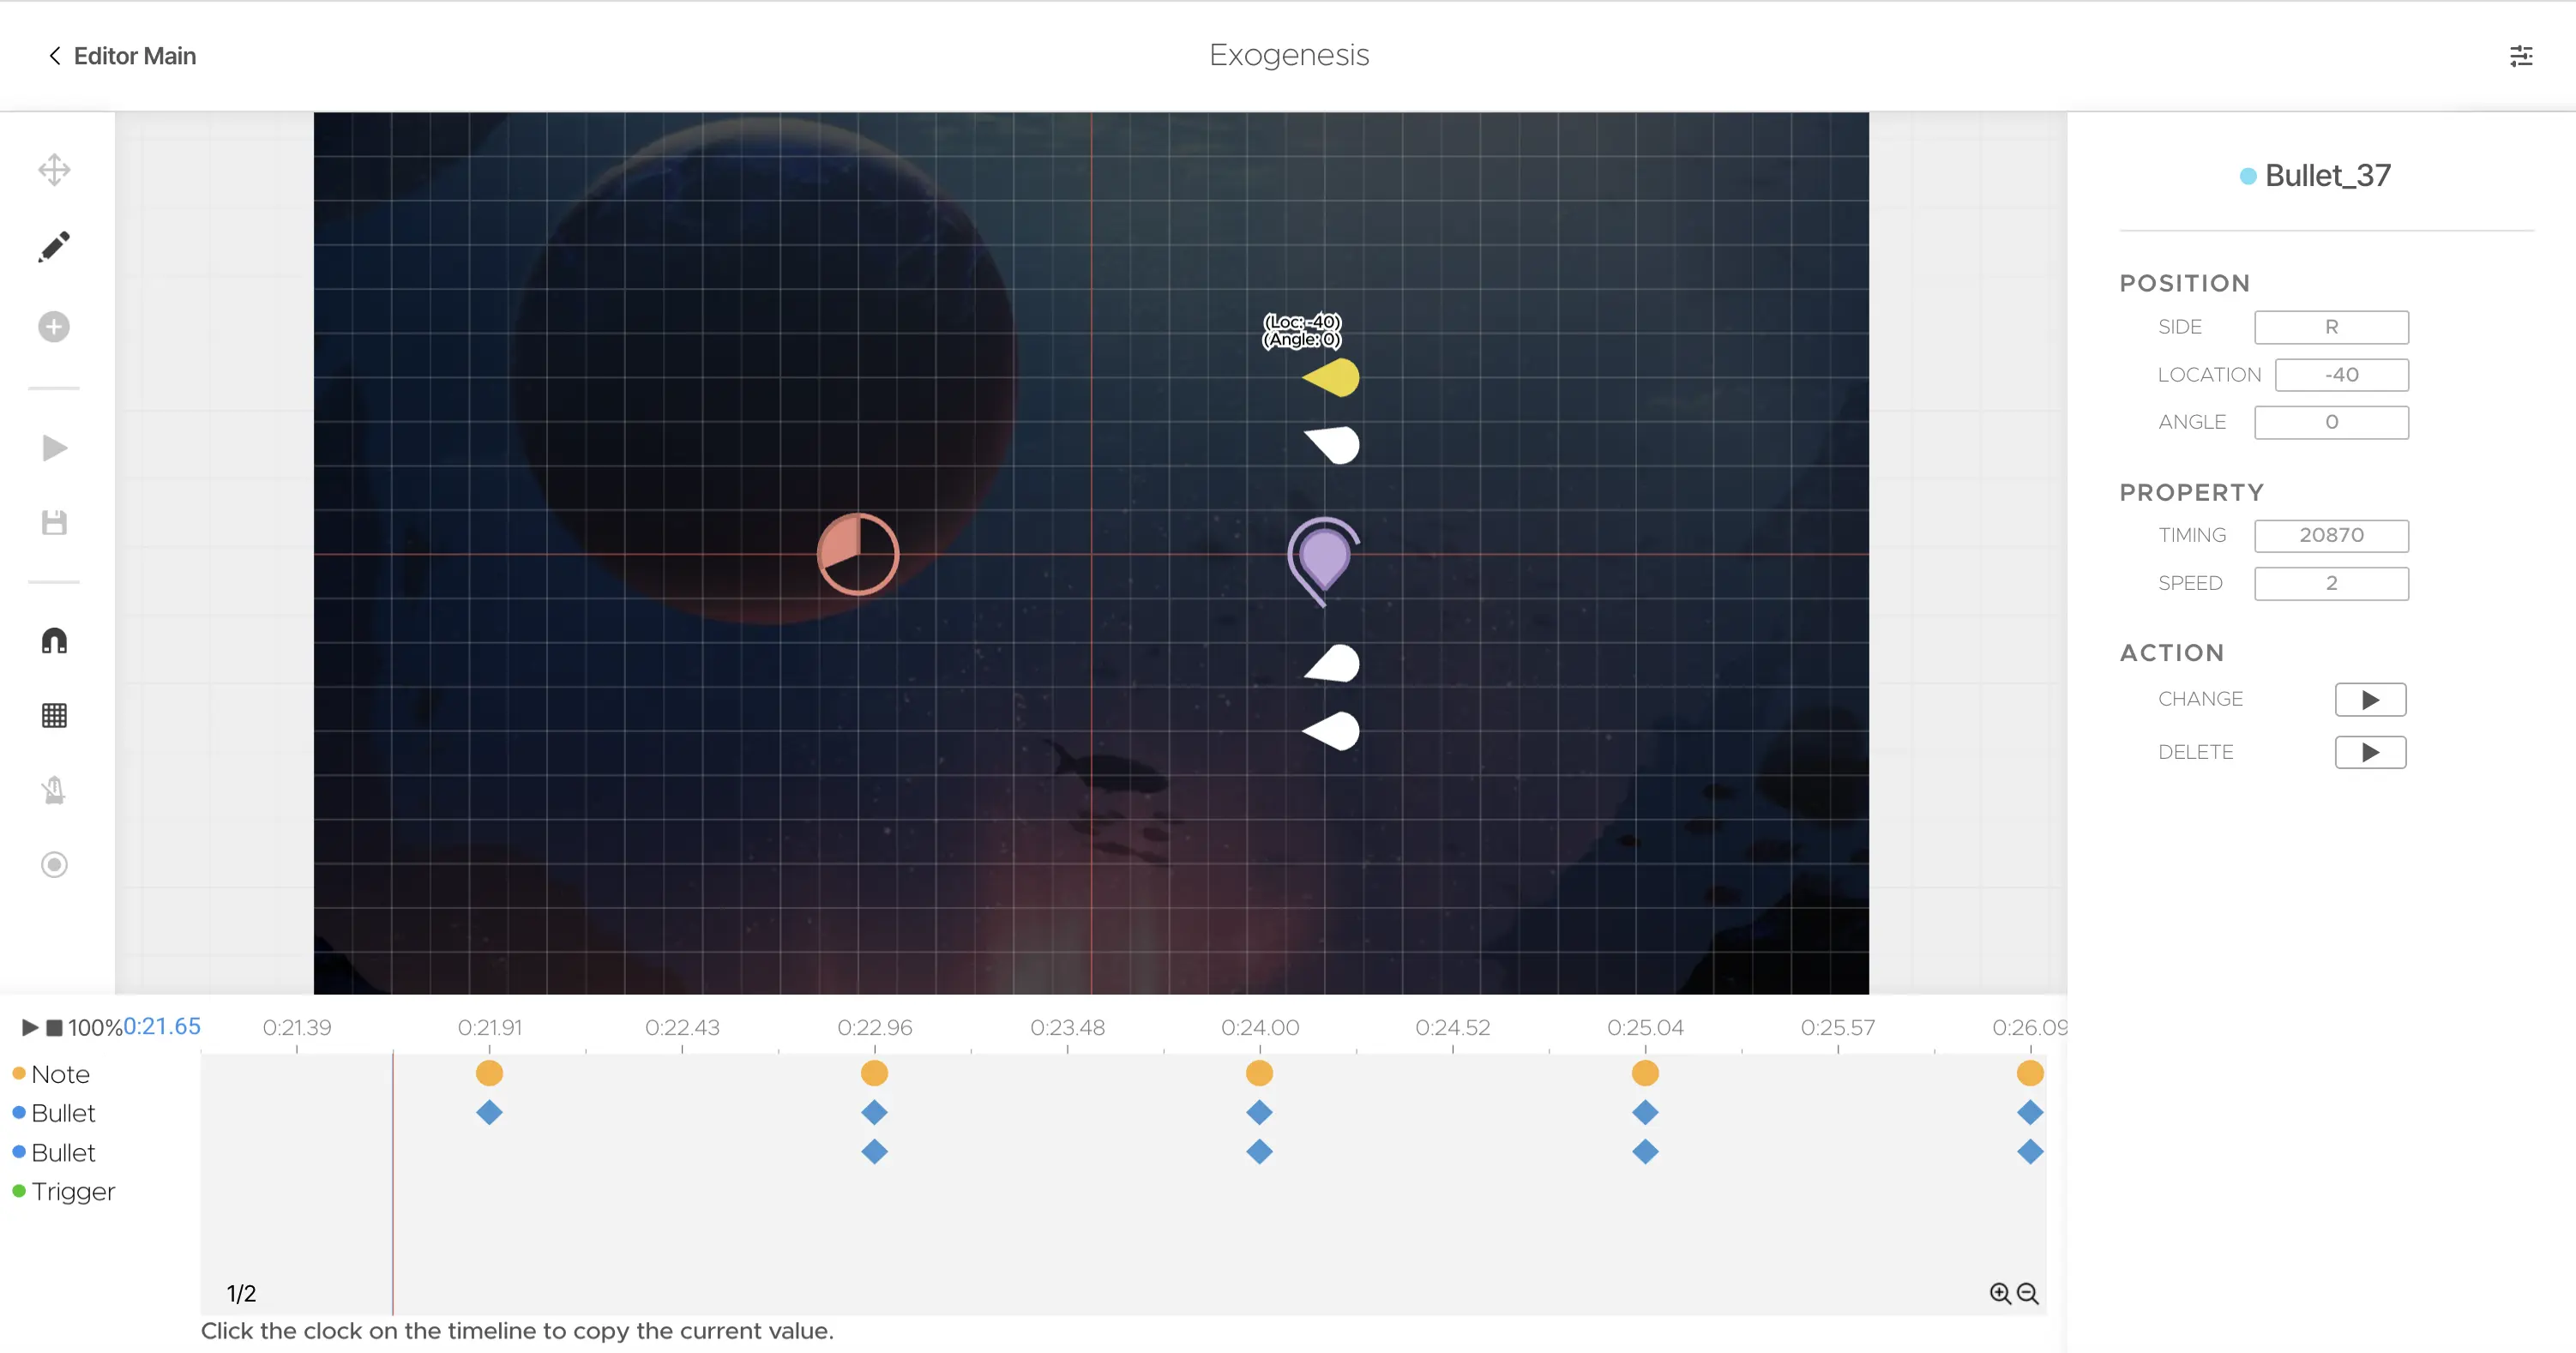 Editor Main
Exogenesis
Bullet_37
POSITION
SIDE R
LOCATION -40
ANGLE 0
PROPERTY
TIMING 20870
SPEED 2
ACTION
CHANGE
DELETE
(Loc: -40)
(Angle: 0)
100% 0:21.65 0:21.39 0:21.91 0:22.43 0:22.96 0:23.48 0:24.00 0:24.52 0:25.04 0:25.57 0:26.09
Note
Bullet
Bullet
Trigger
1/2
Click the clock on the timeline to copy the current value.